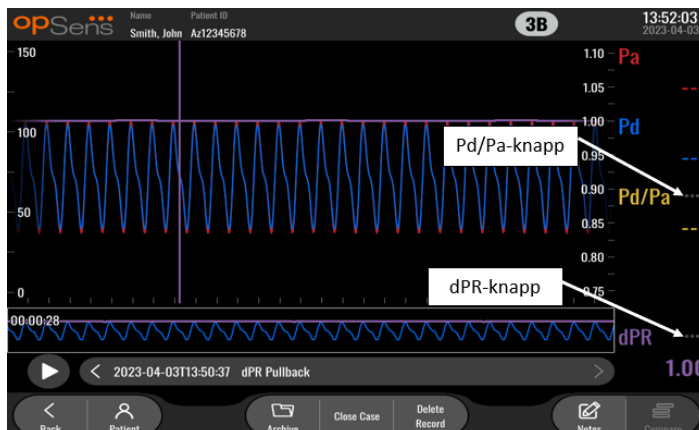 opSens
Name Patient ID
Smith, John Az12345678
3B
13:52:03
2023-04-03
150
100
50
0
1.10
1.05
1.00
0.95
0.90
0.85
0.80
0.75
Pa
--
Pd
--
Pd/Pa-knapp
Pd/Pa
--
dPR-knapp
00:00:28
dPR
1.00
2023-04-03T13:50:37 dPR Pullback
Back
Patient
Archive
Close Case
Delete
Record
Notes
Compare